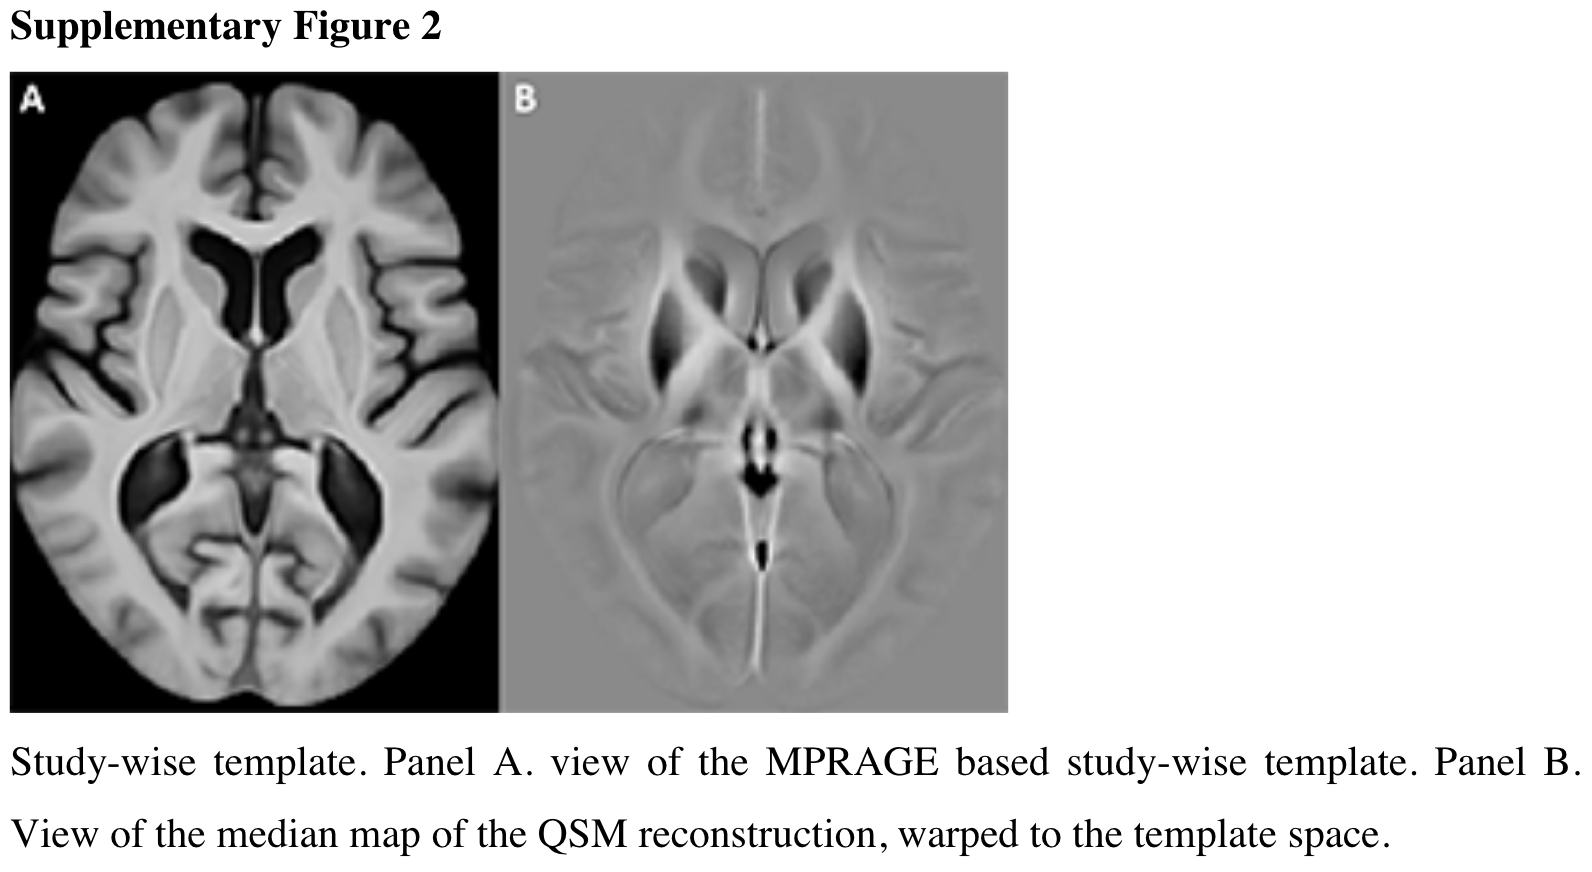 Supplementary Figure 2
A
B
Study-wise template. Panel A. view of the MPRAGE based study-wise template. Panel B.
View of the median map of the QSM reconstruction, warped to the template space.